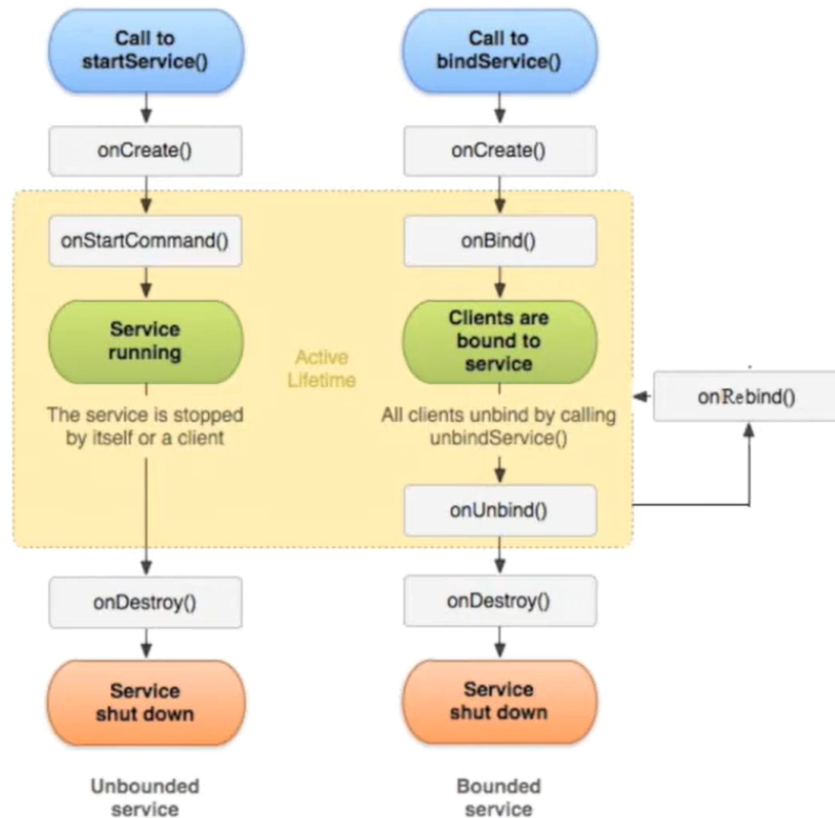 Call to
startService()
Call to
bindService()
onCreate()
onCreate()
onStartCommand()
onBind()
Service
running
Clients are
bound to
service
Active
Lifetime
onRebind()
The service is stopped
by itself or a client
All clients unbind by calling
unbindService()
onUnbind()
onDestroy()
onDestroy()
Service
shut down
Service
shut down
Unbounded
service
Bounded
service